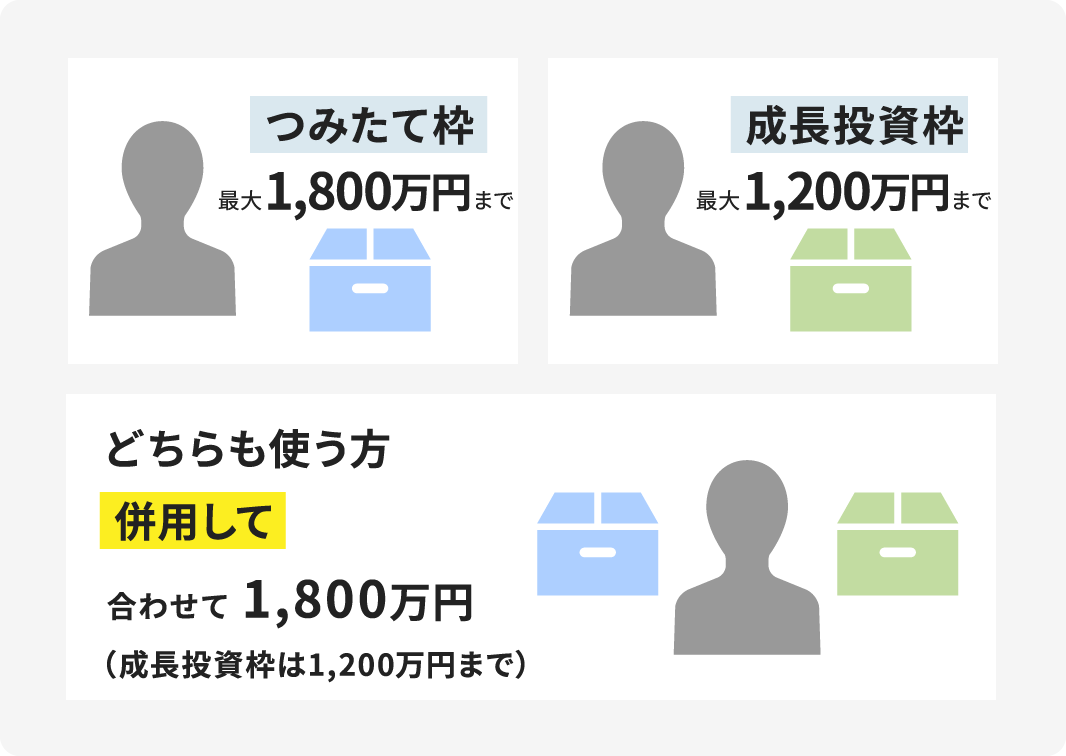 つみたて枠
最大1,800万円まで
成長投資枠
最大1,200万円まで
どちらも使う方
併用して
合わせて 1,800万円
（成長投資枠は1,200万円まで）